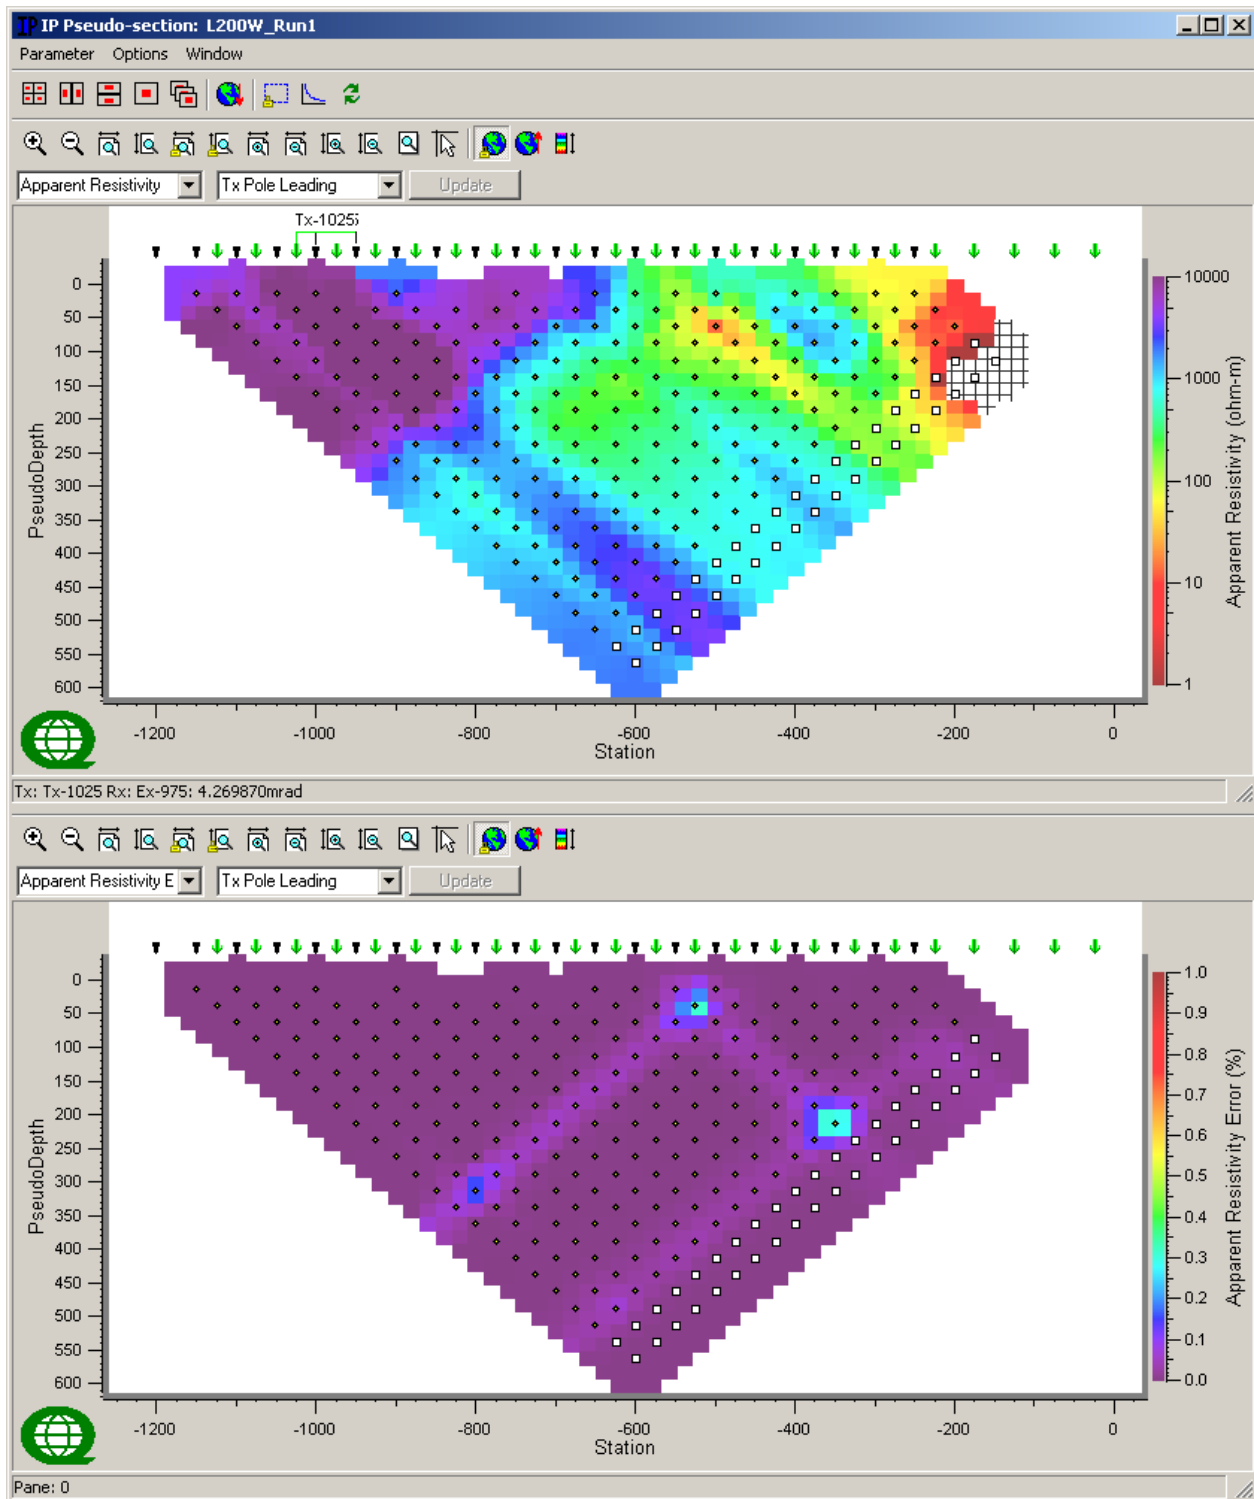 IP Pseudo-section: L200W_Run1
Parameter Options Window
Apparent Resistivity Tx Pole Leading Update
Tx-1025
0
50
100
150
200
250
300
350
400
450
500
550
600
PseudoDepth
-1200 -1000 -800 -600 -400 -200 0
Station
10000
1000
100
10
1
Apparent Resistivity (ohm-m)
Tx: Tx-1025 Rx: Ex-975: 4.269870mrad
Apparent Resistivity E Tx Pole Leading Update
0
50
100
150
200
250
300
350
400
450
500
550
600
PseudoDepth
-1200 -1000 -800 -600 -400 -200 0
Station
1.0
0.9
0.8
0.7
0.6
0.5
0.4
0.3
0.2
0.1
0.0
Apparent Resistivity Error (%)
Pane: 0